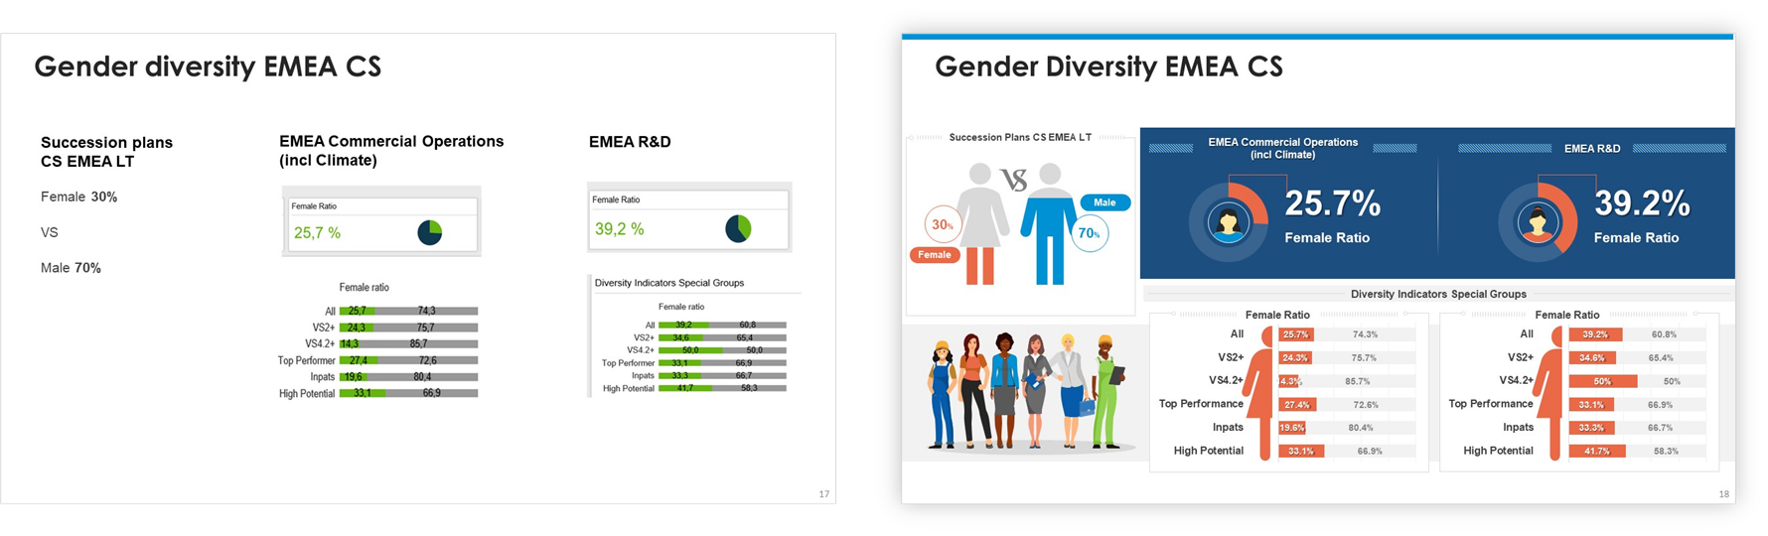 Gender diversity EMEA CS
Succession plans
CS EMEA LT
Female 30%
VS
Male 70%
EMEA Commercial Operations
(incl Climate)
Female Ratio
25,7 %
Female ratio
All 25,7 74,3
VS2+ 24,3 75,7
VS4.2+ 14,3 85,7
Top Performer 27,4 72,6
Inpats 19,6 80,4
High Potential 33,1 66,9
EMEA R&D
Female Ratio
39,2 %
Diversity Indicators Special Groups
Female ratio
All 39,2 60,8
VS2+ 34,6 65,4
VS4.2+ 50,0 50,0
Top Performer 33,1 66,9
Inpats 33,3 66,7
High Potential 41,7 58,3
17
Gender Diversity EMEA CS
Succession Plans CS EMEA LT
VS
30%
Female
Male
70%
EMEA Commercial Operations
(incl Climate)
25.7%
Female Ratio
EMEA R&D
39.2%
Female Ratio
Diversity Indicators Special Groups
Female Ratio
All 25.7% 74.3%
VS2+ 24.3% 75.7%
VS4.2+ 4.3% 85.7%
Top Performance 27.4% 72.6%
Inpats 19.6% 80.4%
High Potential 33.1% 66.9%
Female Ratio
All 39.2% 60.8%
VS2+ 34.6% 65.4%
VS4.2+ 50% 50%
Top Performance 33.1% 66.9%
Inpats 33.3% 66.7%
High Potential 41.7% 58.3%
18